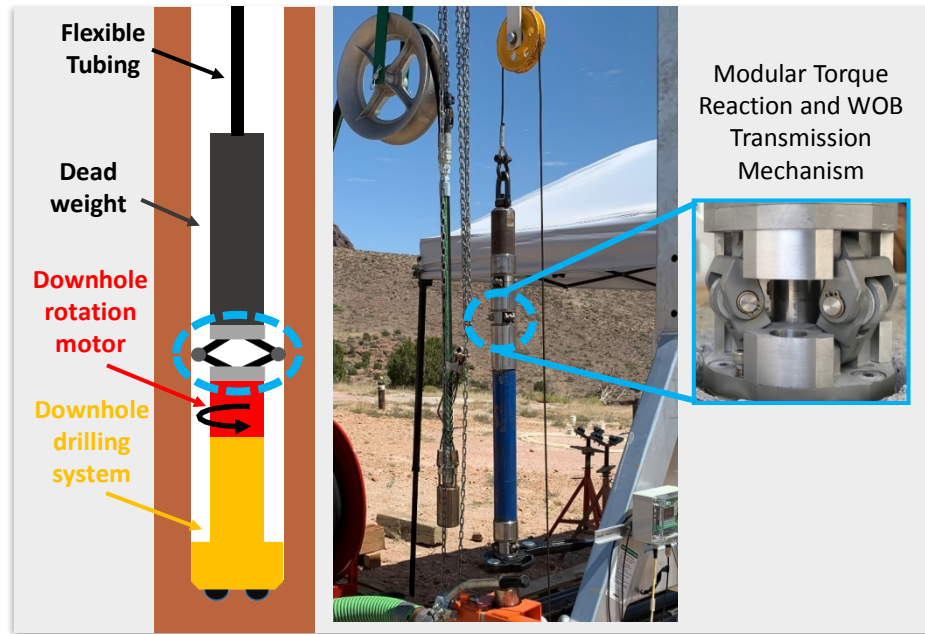 Flexible
Tubing
Dead
weight
Downhole
rotation
motor
Downhole
drilling
system
Modular Torque
Reaction and WOB
Transmission
Mechanism